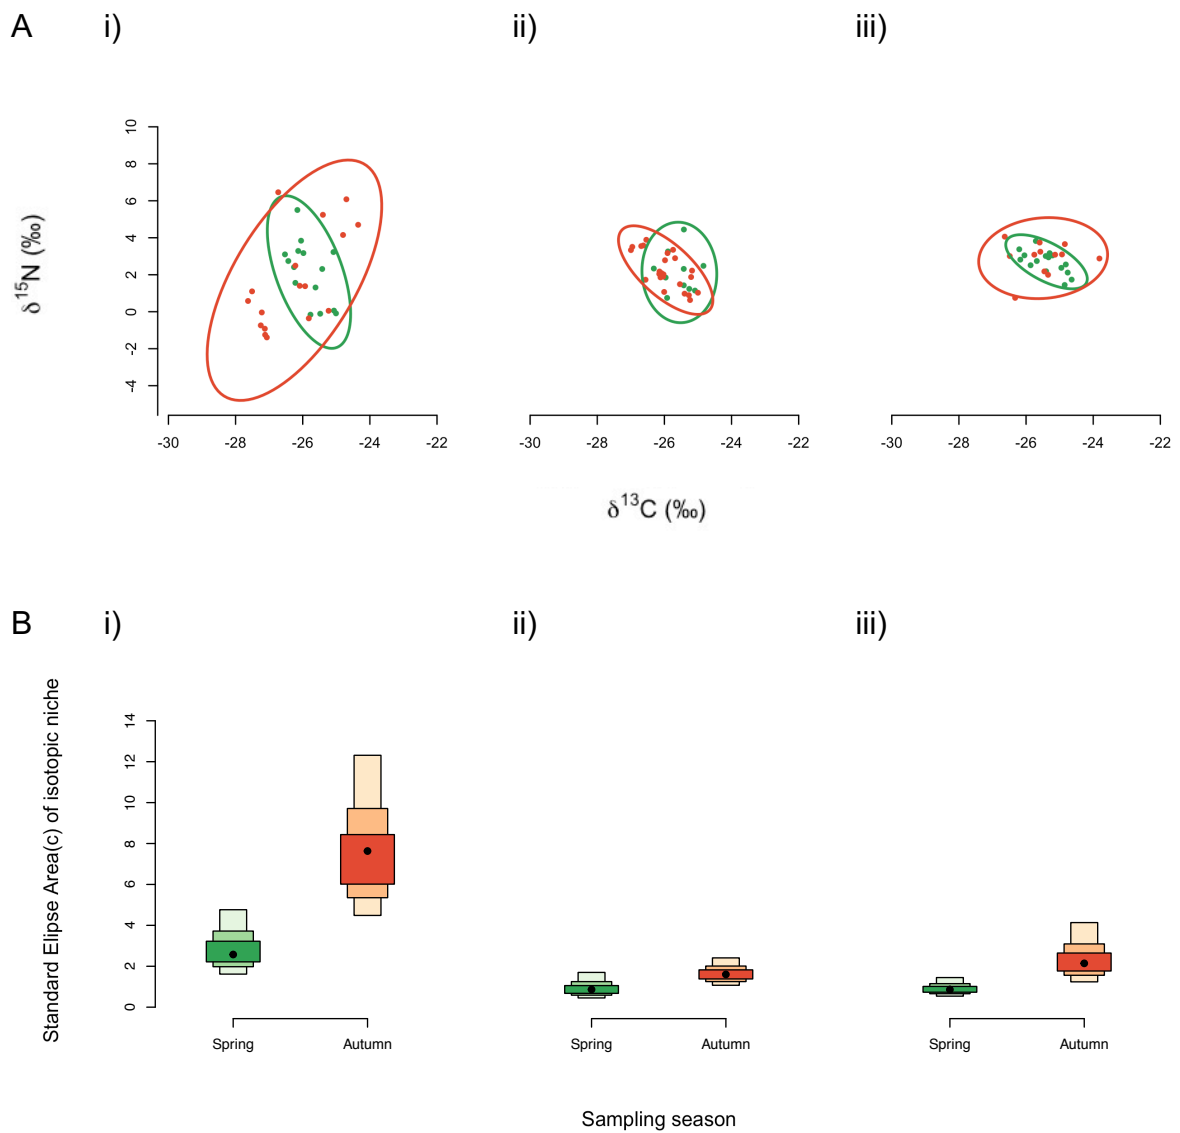 A i) ii) iii)
δ¹⁵N (‰)
10
8
6
4
2
0
-2
-4
-30 -28 -26 -24 -22
-30 -28 -26 -24 -22
-30 -28 -26 -24 -22
δ¹³C (‰)
B i) ii) iii)
Standard Elipse Area(c) of isotopic niche
14
12
10
8
6
4
2
0
Spring Autumn
Spring Autumn
Spring Autumn
Sampling season